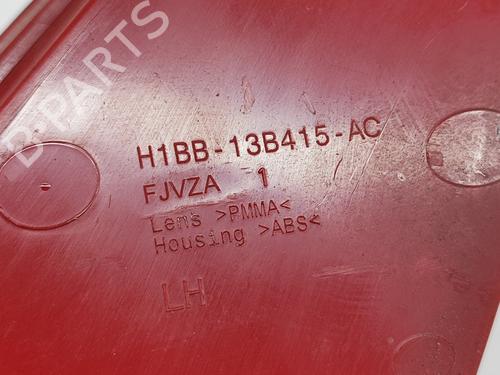 B-PARTS
H1BB-13B415-AC
FJVZA 1
Lens >PMMA<
Housing >ABS<
LH